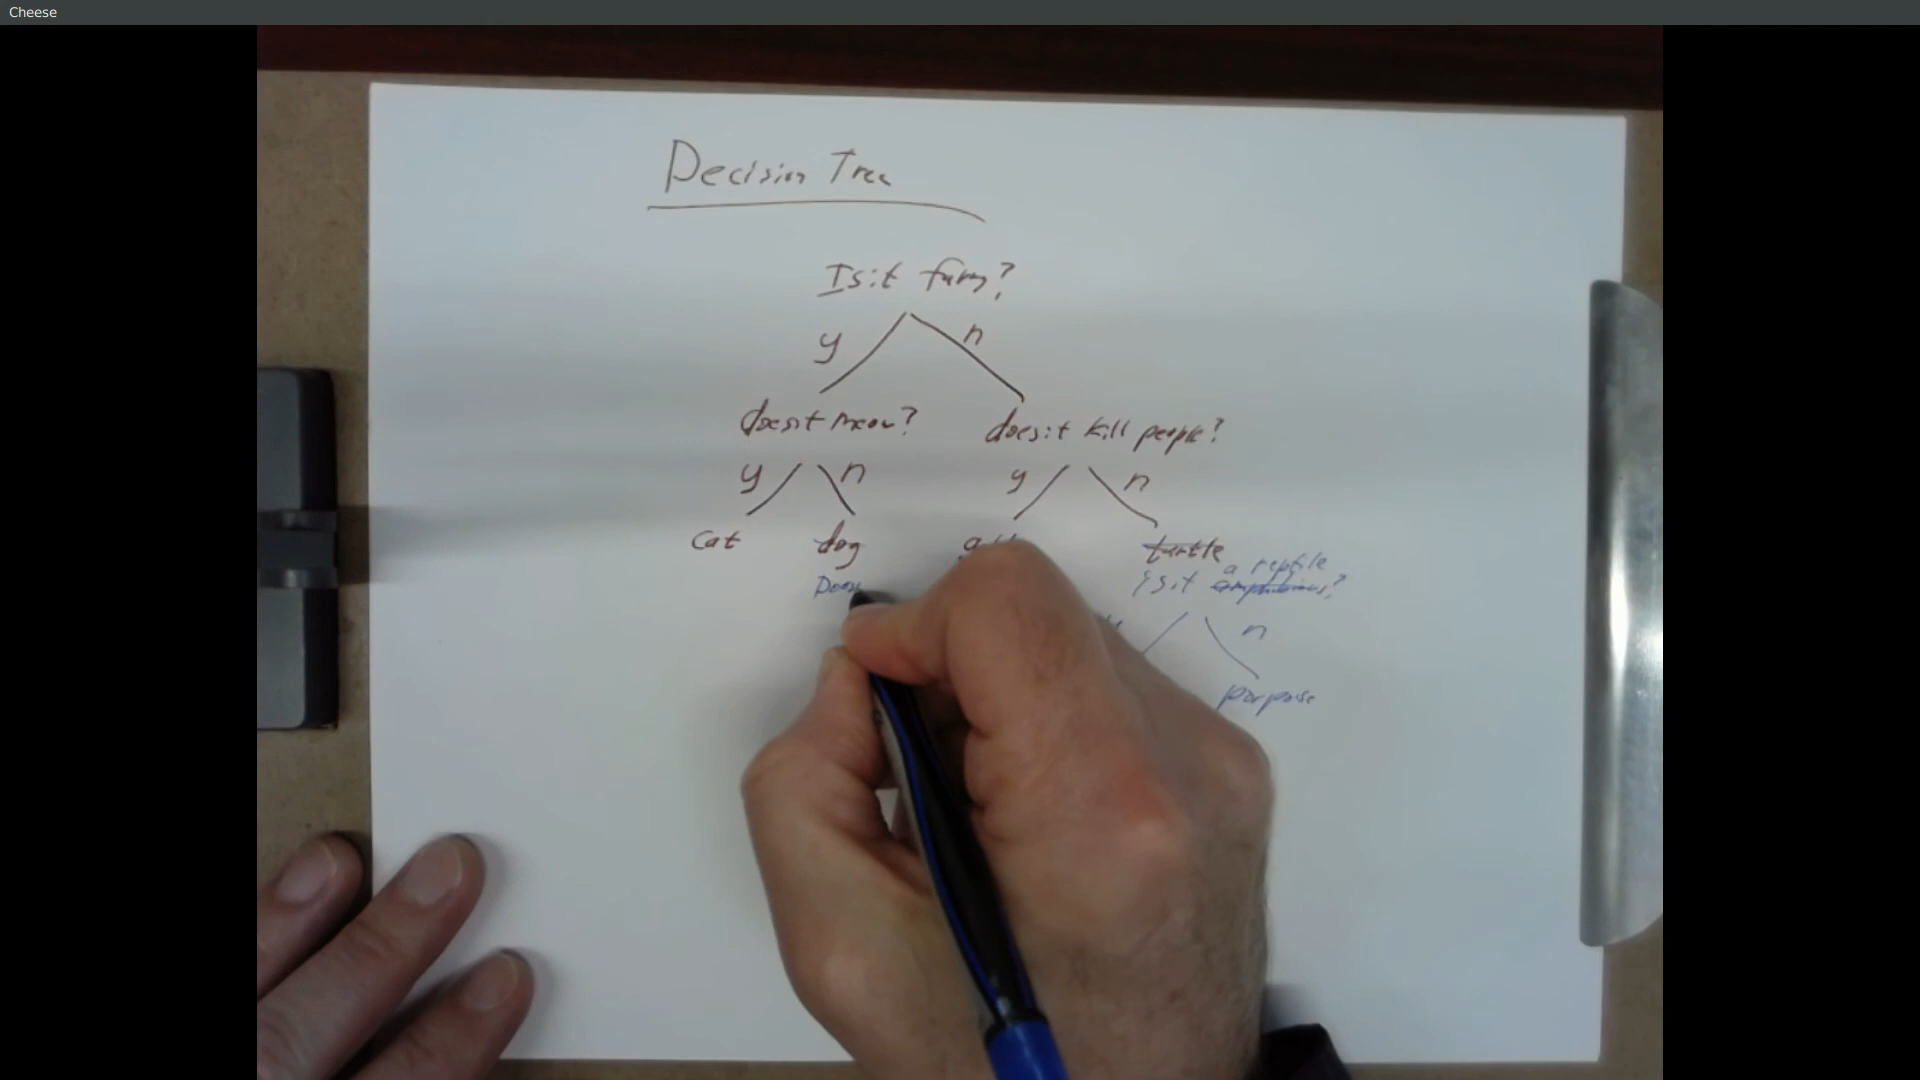 Cheese
Decision Tree
Is it furry?
y n
does it meow? does it kill people?
y n y n
cat dog turtle
a reptile
is it amphibious?
n
porpoise